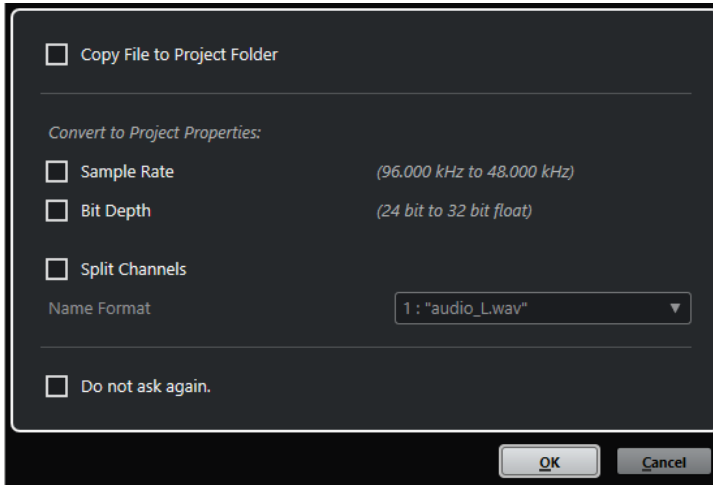 Copy File to Project Folder
Convert to Project Properties:
Sample Rate (96.000 kHz to 48.000 kHz)
Bit Depth (24 bit to 32 bit float)
Split Channels
Name Format 1 : "audio_L.wav"
Do not ask again.
OK Cancel